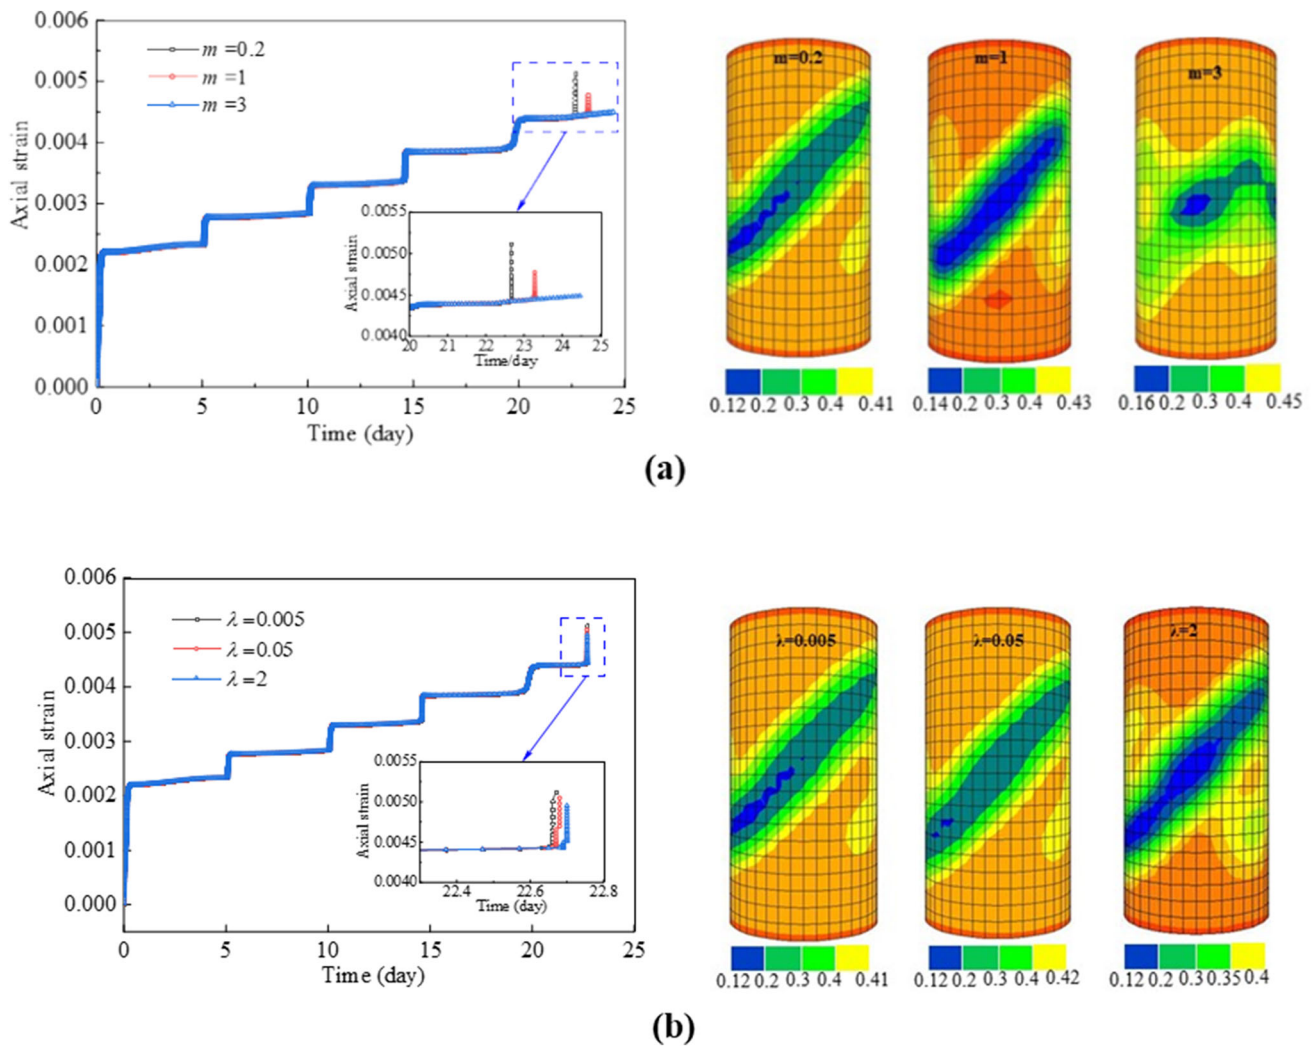 0.006
0.005
0.004
0.003
0.002
0.001
0.000
Axial strain
m =0.2
m =1
m =3
0.0055
0.0050
0.0045
0.0040
Axial strain
20 21 22 23 24 25
Time/day
0 5 10 15 20 25
Time (day)
m=0.2
m=1
m=3
0.12 0.2 0.3 0.4 0.41
0.14 0.2 0.3 0.4 0.43
0.16 0.2 0.3 0.4 0.45
(a)
0.006
0.005
0.004
0.003
0.002
0.001
0.000
Axial strain
λ=0.005
λ=0.05
λ=2
0.0055
0.0050
0.0045
0.0040
Axial strain
22.4 22.6 22.8
Time (day)
0 5 10 15 20 25
Time (day)
λ=0.005
λ=0.05
λ=2
0.12 0.2 0.3 0.4 0.41
0.12 0.2 0.3 0.4 0.42
0.12 0.2 0.3 0.35 0.4
(b)